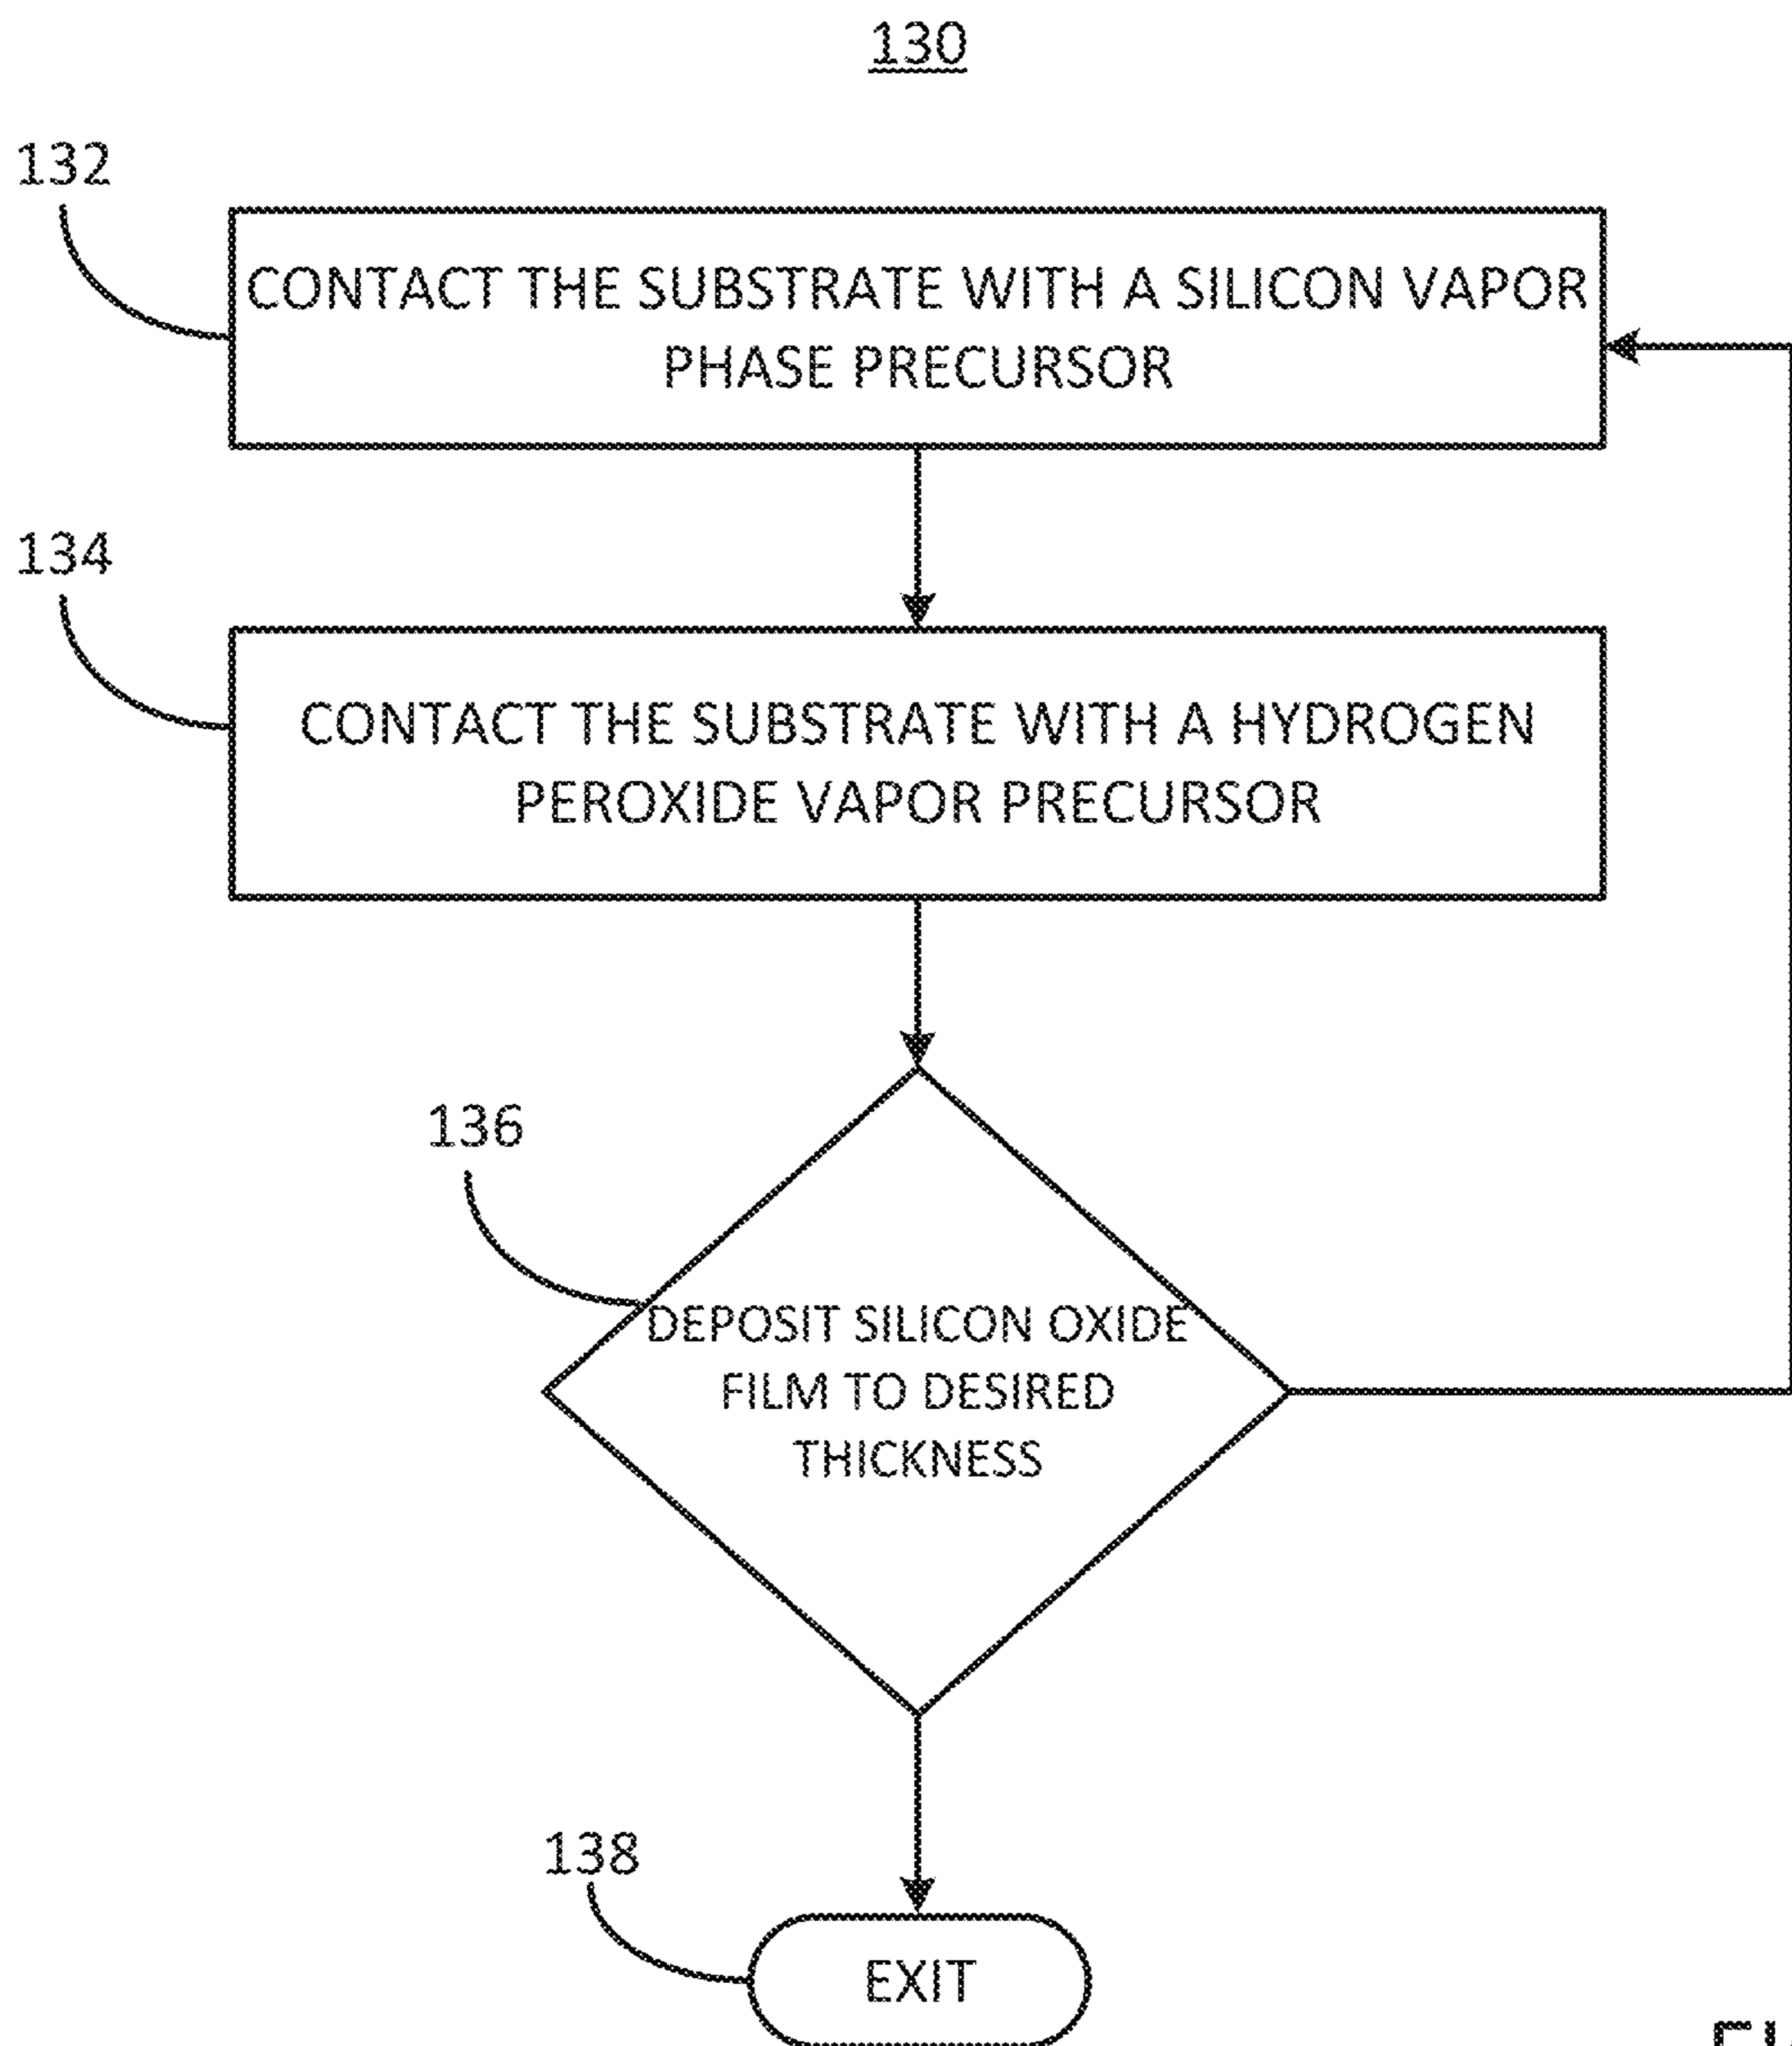 130
132
CONTACT THE SUBSTRATE WITH A SILICON VAPOR
PHASE PRECURSOR
134
CONTACT THE SUBSTRATE WITH A HYDROGEN
PEROXIDE VAPOR PRECURSOR
136
DEPOSIT SILICON OXIDE
FILM TO DESIRED
THICKNESS
138
EXIT